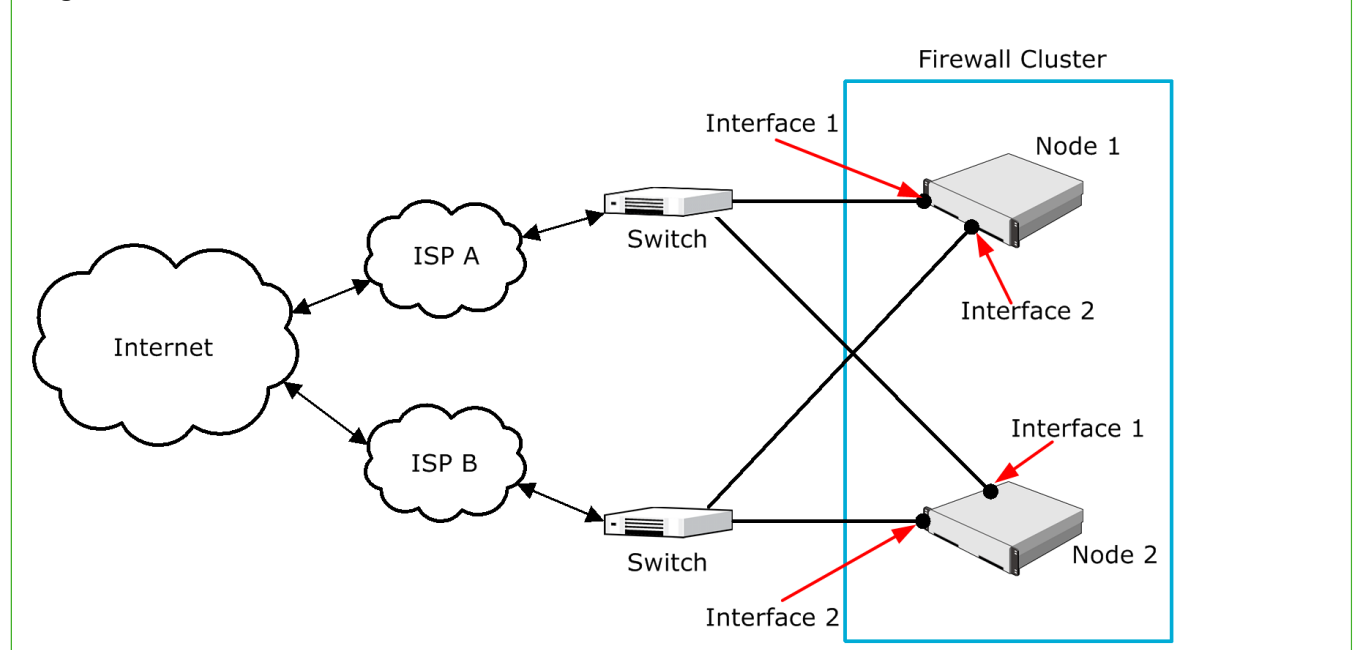 Firewall Cluster
Interface 1
Node 1
ISP A
Switch
Interface 2
Internet
Interface 1
ISP B
Switch
Node 2
Interface 2